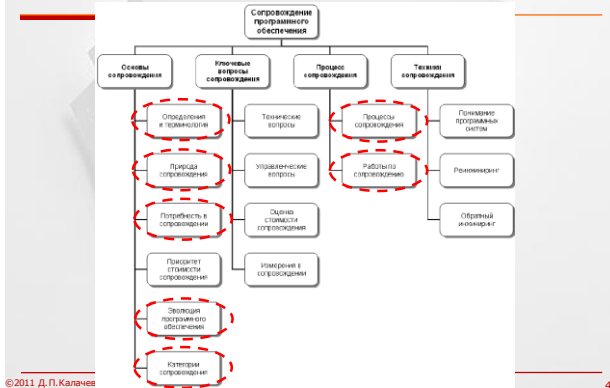 Сопровождение
программного
обеспечения
Основы
сопровождения
Ключевые
вопросы
сопровождения
Процесс
сопровождения
Техники
сопровождения
Определения
и терминология
Природа
сопровождения
Потребность в
сопровождении
Приоритет
стоимости
сопровождения
Эволюция
программного
обеспечения
Категории
сопровождения
Технические
вопросы
Управленческие
вопросы
Оценка
стоимости
сопровождения
Измерения в
сопровождении
Процессы
сопровождения
Работы по
сопровождению
Понимание
программных
систем
Реинжиниринг
Обратный
инжиниринг
©2011 Д.П.Калачев
4